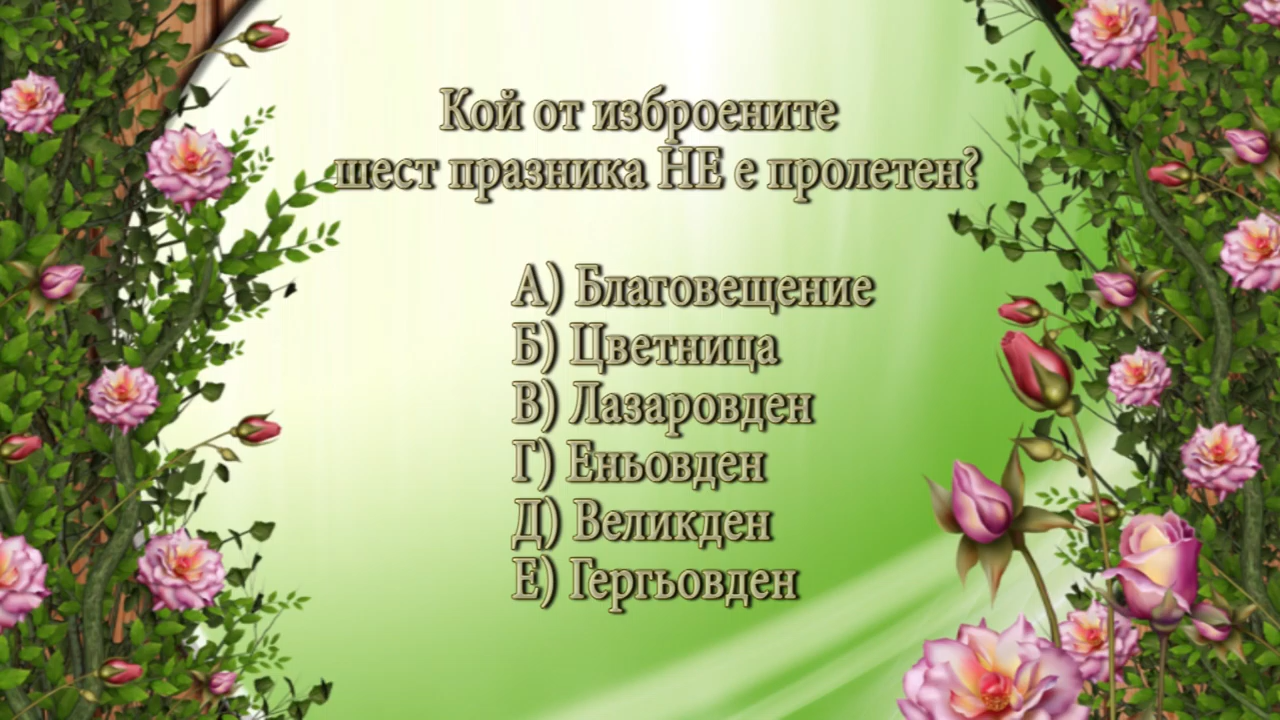 Кой от изброените
шест празника НЕ е пролетен?
А) Благовещение
Б) Цветница
В) Лазаровден
Г) Еньовден
Д) Великден
Е) Гергьовден